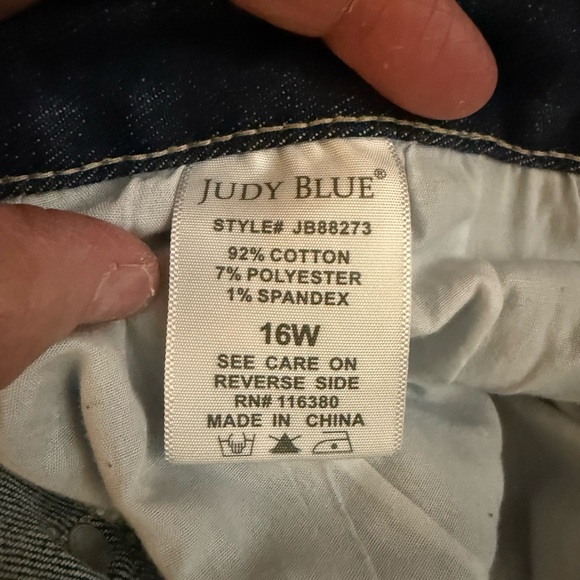 JUDY BLUE®
STYLE# JB88273
92% COTTON
7% POLYESTER
1% SPANDEX
16W
SEE CARE ON
REVERSE SIDE
RN# 116380
MADE IN CHINA